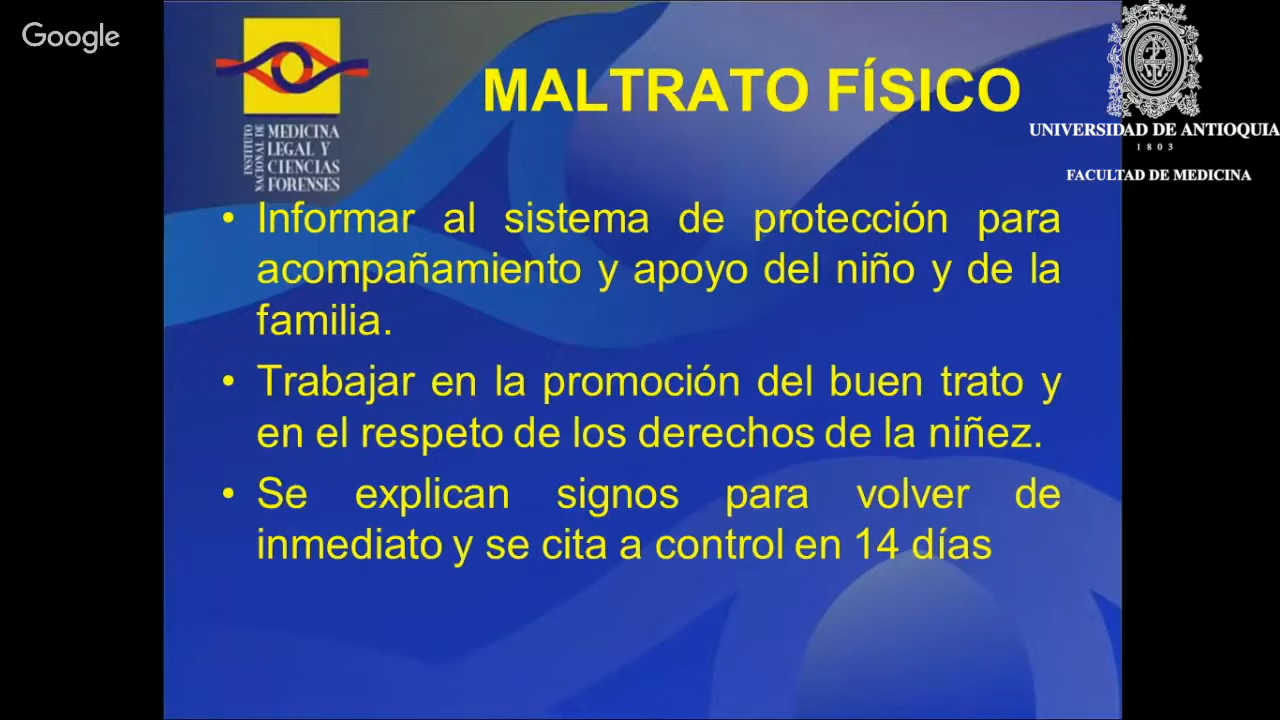 Google
MALTRATO FÍSICO
INSTITUTO
NACIONAL DE
MEDICINA
LEGAL Y
CIENCIAS
FORENSES
UNIVERSIDAD DE ANTIOQUIA
1803
FACULTAD DE MEDICINA
• Informar al sistema de protección para
acompañamiento y apoyo del niño y de la
familia.
• Trabajar en la promoción del buen trato y
en el respeto de los derechos de la niñez.
• Se explican signos para volver de
inmediato y se cita a control en 14 días